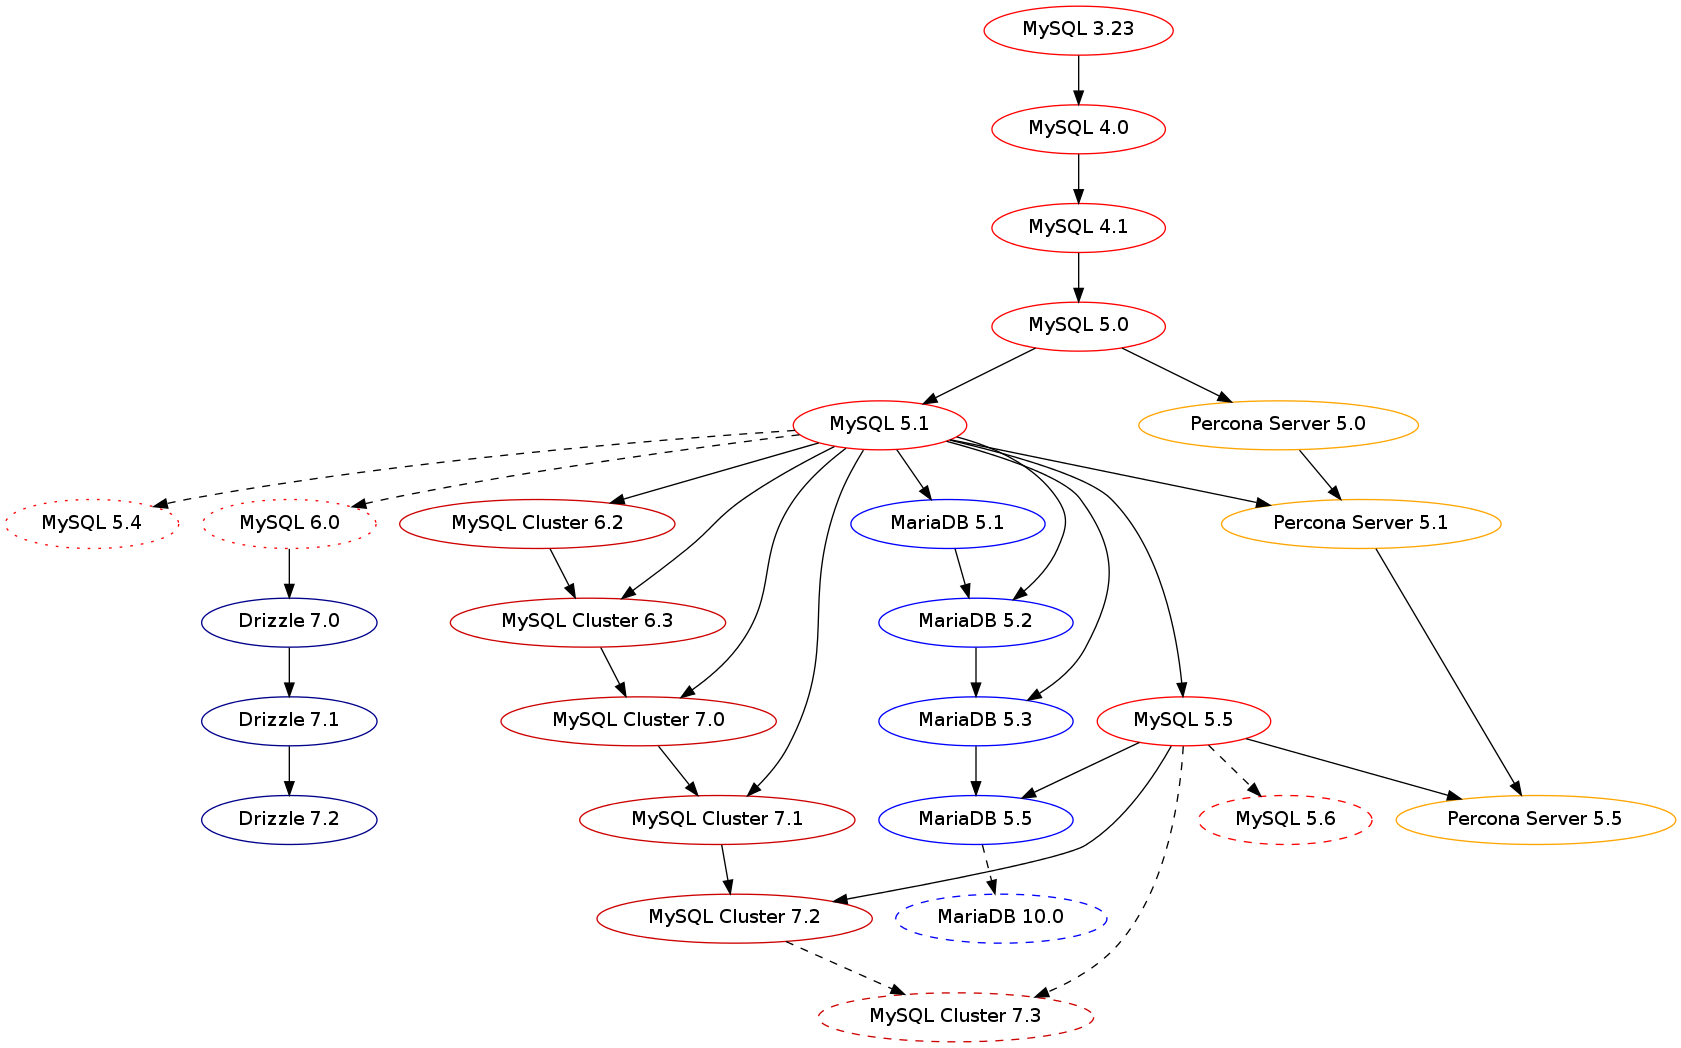 MySQL 3.23
MySQL 4.0
MySQL 4.1
MySQL 5.0
MySQL 5.1
Percona Server 5.0
MySQL 5.4
MySQL 6.0
MySQL Cluster 6.2
MariaDB 5.1
Percona Server 5.1
Drizzle 7.0
MySQL Cluster 6.3
MariaDB 5.2
Drizzle 7.1
MySQL Cluster 7.0
MariaDB 5.3
MySQL 5.5
Drizzle 7.2
MySQL Cluster 7.1
MariaDB 5.5
MySQL 5.6
Percona Server 5.5
MySQL Cluster 7.2
MariaDB 10.0
MySQL Cluster 7.3